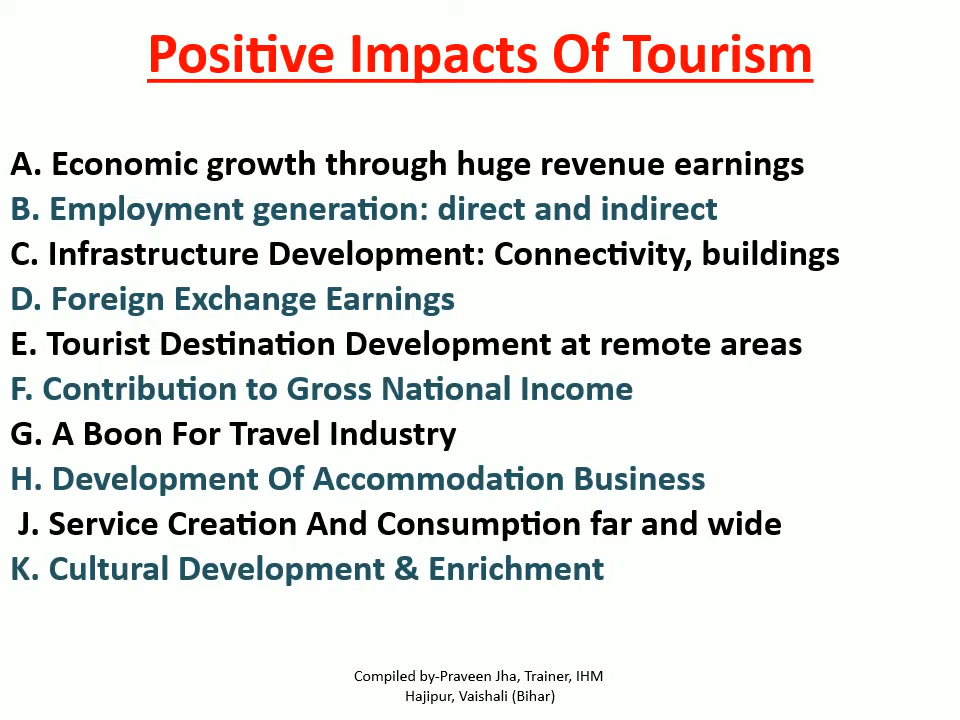 Positive Impacts Of Tourism
A. Economic growth through huge revenue earnings
B. Employment generation: direct and indirect
C. Infrastructure Development: Connectivity, buildings
D. Foreign Exchange Earnings
E. Tourist Destination Development at remote areas
F. Contribution to Gross National Income
G. A Boon For Travel Industry
H. Development Of Accommodation Business
J. Service Creation And Consumption far and wide
K. Cultural Development & Enrichment
Compiled by-Praveen Jha, Trainer, IHM
Hajipur, Vaishali (Bihar)